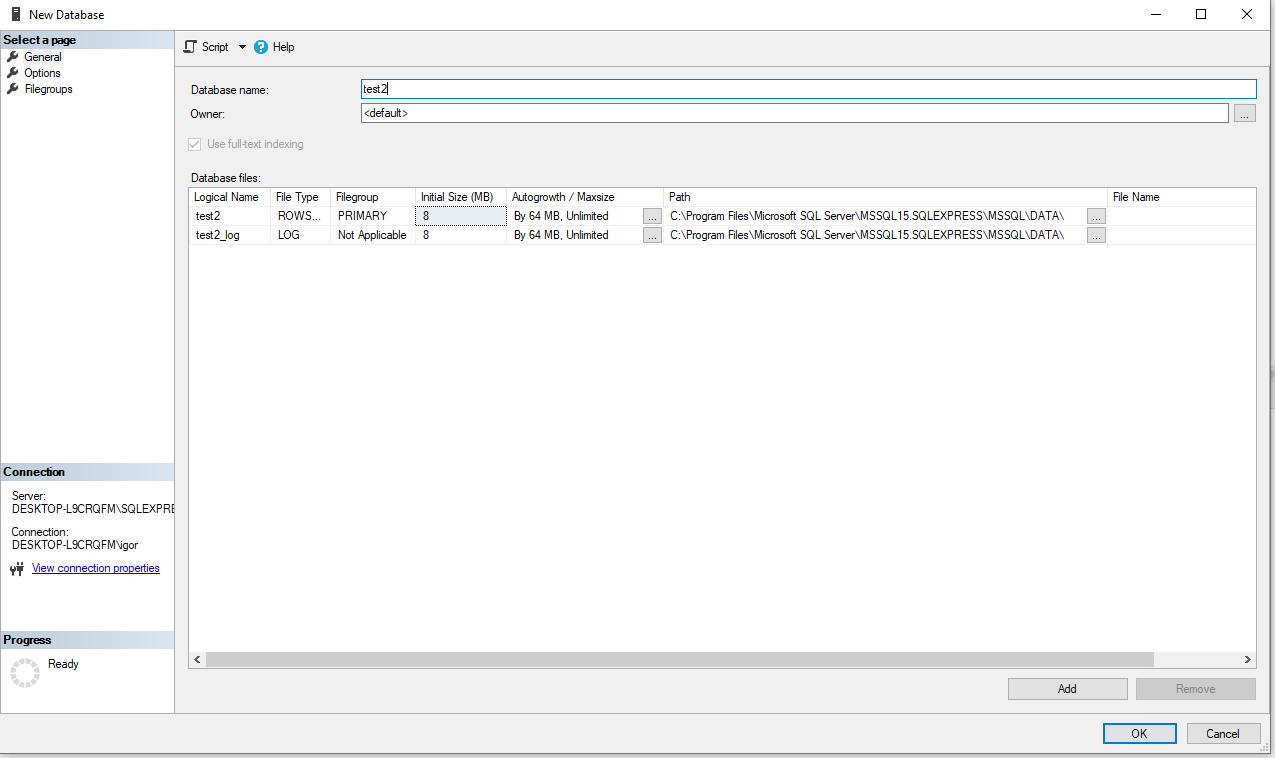 New Database
Select a page
General
Options
Filegroups
Script
Help
Database name:
test2
Owner:
<default>
...
Use full-text indexing
Database files:
Logical Name File Type Filegroup Initial Size (MB) Autogrowth / Maxsize Path File Name
test2 ROWS... PRIMARY 8 By 64 MB, Unlimited ... C:\Program Files\Microsoft SQL Server\MSSQL15.SQLEXPRESS\MSSQL\DATA\ ...
test2_log LOG Not Applicable 8 By 64 MB, Unlimited ... C:\Program Files\Microsoft SQL Server\MSSQL15.SQLEXPRESS\MSSQL\DATA\ ...
Connection
Server:
DESKTOP-L9CRQFM\SQLEXPRE
Connection:
DESKTOP-L9CRQFM\igor
View connection properties
Progress
Ready
Add Remove
OK Cancel